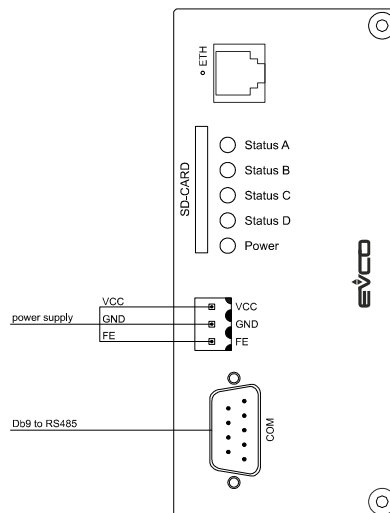 ETH
SD-CARD
Status A
Status B
Status C
Status D
Power
EVCO
VCC
VCC
power supply
GND
GND
FE
FE
Db9 to RS485
COM